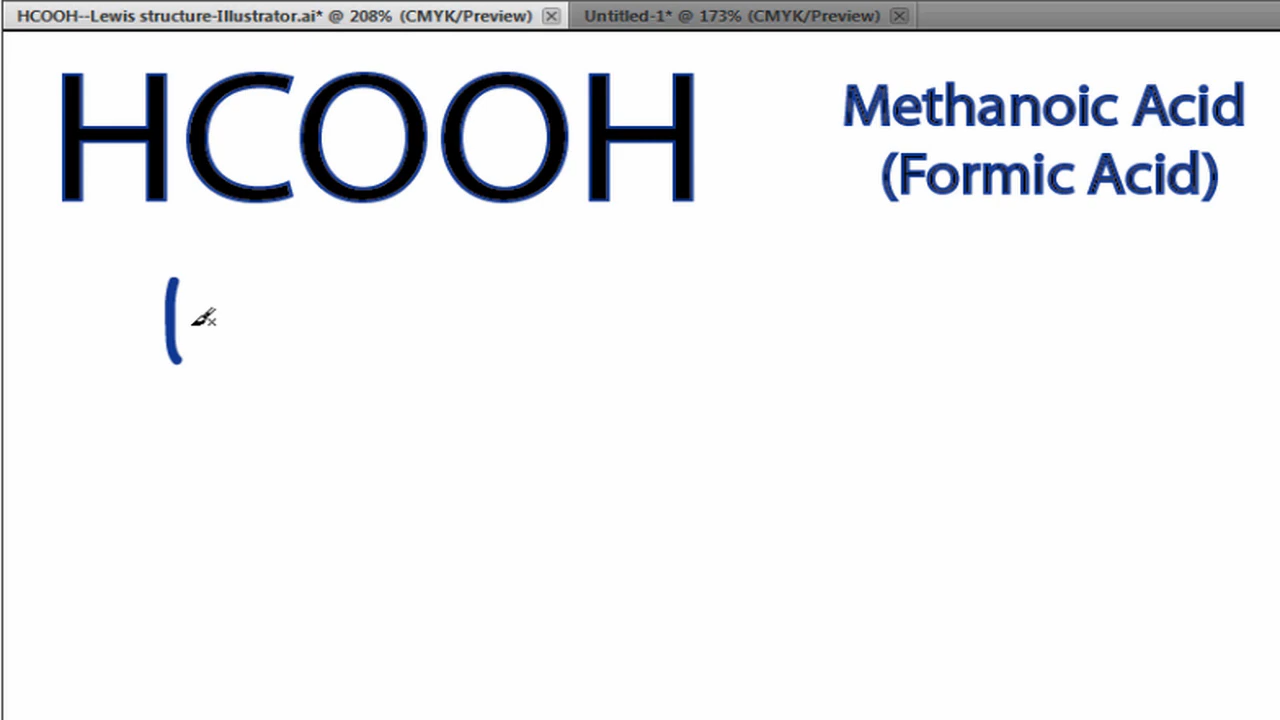 HCOOH--Lewis structure-Illustrator.ai* @ 208% (CMYK/Preview) Untitled-1* @ 173% (CMYK/Preview)
HCOOH
Methanoic Acid
(Formic Acid)